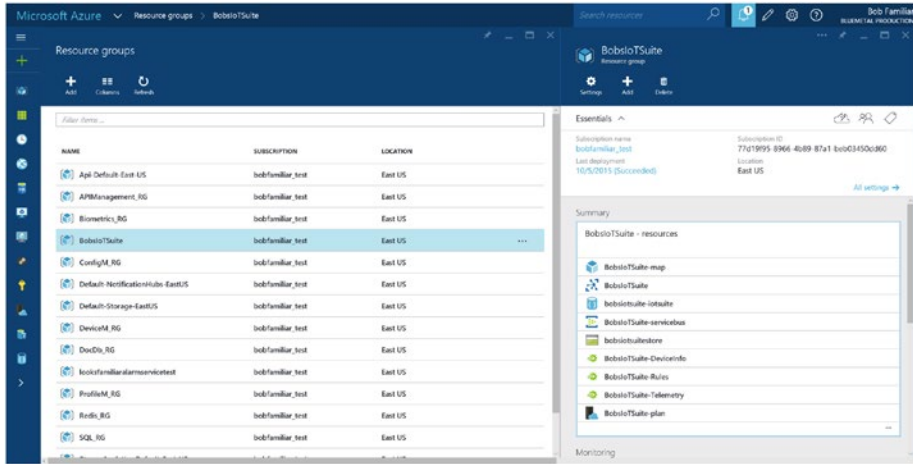 Microsoft Azure Resource groups > BobsIoTSuite Search resources 1 Bob Familiar
BLUEMETAL PRODUCTION
Resource groups
Add Columns Refresh
Filter items...
NAME SUBSCRIPTION LOCATION
Api-Default-East-US bobfamiliar_test East US
APIManagement_RG bobfamiliar_test East US
Biometrics_RG bobfamiliar_test East US
BobsIoTSuite bobfamiliar_test East US ...
ConfigM_RG bobfamiliar_test East US
Default-NotificationHubs-EastUS bobfamiliar_test East US
Default-Storage-EastUS bobfamiliar_test East US
DeviceM_RG bobfamiliar_test East US
DocDb_RG bobfamiliar_test East US
looksfamiliaralarmservicetest bobfamiliar_test East US
ProfileM_RG bobfamiliar_test East US
Redis_RG bobfamiliar_test East US
SQL_RG bobfamiliar_test East US
BobsIoTSuite
Resource group
Settings Add Delete
Essentials
Subscription name Subscription ID
bobfamiliar_test 77d19f95-8966-4b89-87a1-beb03450dd60
Last deployment Location
10/5/2015 (Succeeded) East US
All settings →
Summary
BobsIoTSuite - resources
BobsIoTSuite-map
BobsIoTSuite
bobsiotsuite-iotsuite
BobsIoTSuite-servicebus
bobsiotsuitestore
BobsIoTSuite-DeviceInfo
BobsIoTSuite-Rules
BobsIoTSuite-Telemetry
BobsIoTSuite-plan
...
Monitoring